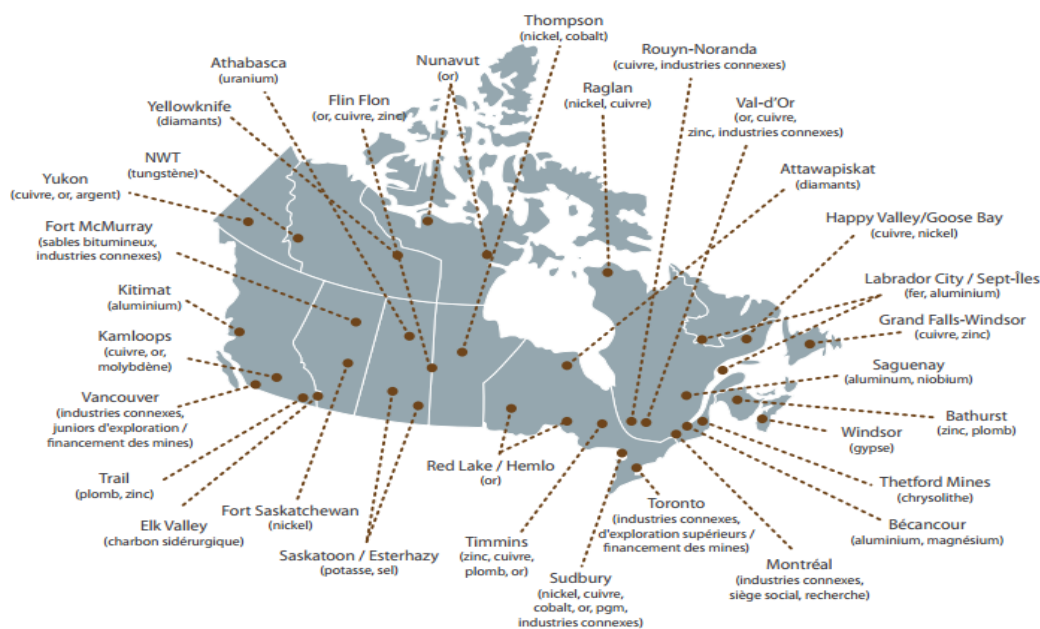 Thompson
(nickel, cobalt)
Rouyn-Noranda
(cuivre, industries connexes)
Athabasca
(uranium)
Nunavut
(or)
Raglan
(nickel, cuivre)
Val-d'Or
(or, cuivre,
zinc, industries connexes)
Yellowknife
(diamants)
Flin Flon
(or, cuivre, zinc)
NWT
(tungstène)
Attawapiskat
(diamants)
Yukon
(cuivre, or, argent)
Fort McMurray
(sables bitumineux,
industries connexes)
Happy Valley/Goose Bay
(cuivre, nickel)
Kitimat
(aluminium)
Labrador City / Sept-Îles
(fer, aluminium)
Kamloops
(cuivre, or,
molybdène)
Grand Falls-Windsor
(cuivre, zinc)
Saguenay
(aluminum, niobium)
Vancouver
(industries connexes,
juniors d'exploration /
financement des mines)
Bathurst
(zinc, plomb)
Windsor
(gypse)
Trail
(plomb, zinc)
Red Lake / Hemlo
(or)
Thetford Mines
(chrysolithe)
Elk Valley
(charbon sidérurgique)
Fort Saskatchewan
(nickel)
Toronto
(industries connexes,
d'exploration supérieurs /
financement des mines)
Bécancour
(aluminium, magnésium)
Saskatoon / Esterhazy
(potasse, sel)
Timmins
(zinc, cuivre,
plomb, or)
Montréal
(industries connexes,
siège social, recherche)
Sudbury
(nickel, cuivre,
cobalt, or, pgm,
industries connexes)